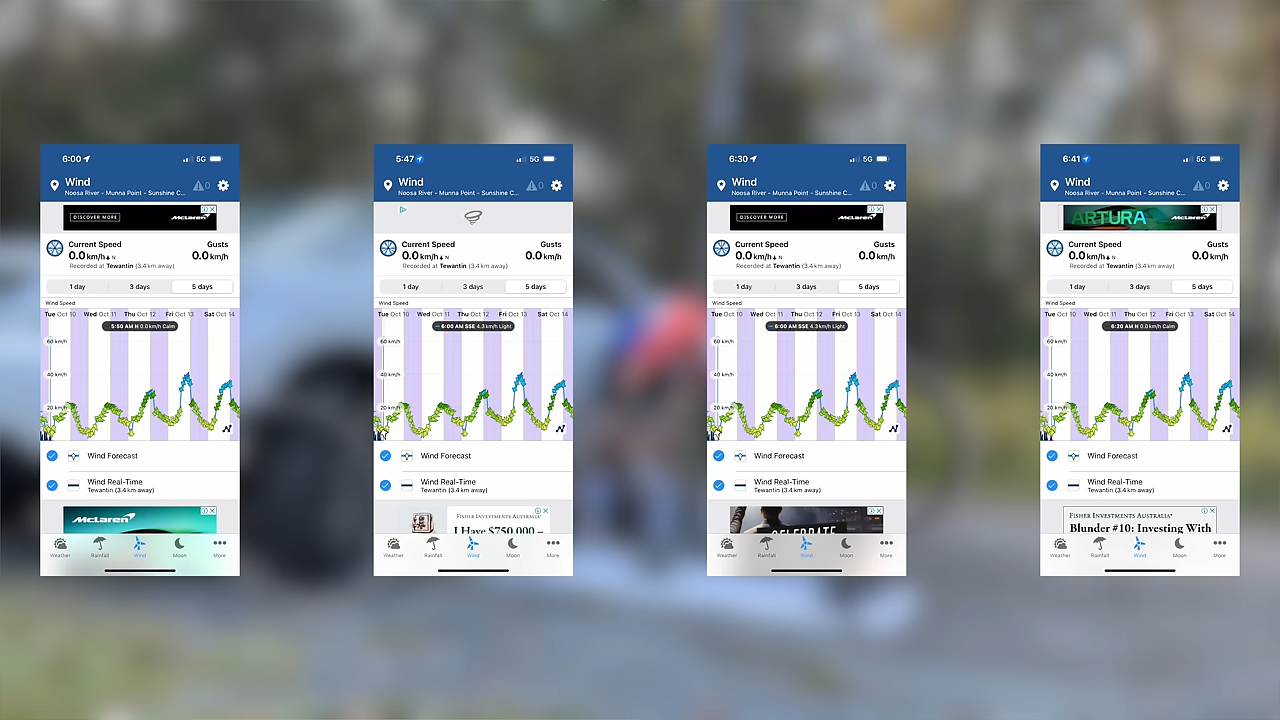 6:00
5G
Wind
Noosa River - Munna Point - Sunshine C...
0
DISCOVER MORE
McLaren
Current Speed
Gusts
0.0 km/h N
0.0 km/h
Recorded at Tewantin (3.4 km away)
1 day
3 days
5 days
Wind Speed
Tue Oct 10
Wed Oct 11
Thu Oct 12
Fri Oct 13
Sat Oct 14
5:50 AM N 0.0 km/h Calm
60 km/h
40 km/h
20 km/h
Wind Forecast
Wind Real-Time
Tewantin (3.4 km away)
McLaren
Weather
Rainfall
Wind
Moon
More
5:47
5G
Wind
Noosa River - Munna Point - Sunshine C...
0
Current Speed
Gusts
0.0 km/h N
0.0 km/h
Recorded at Tewantin (3.4 km away)
1 day
3 days
5 days
Wind Speed
Tue Oct 10
Wed Oct 11
Thu Oct 12
Fri Oct 13
Sat Oct 14
6:00 AM SSE 4.3 km/h Light
60 km/h
40 km/h
20 km/h
Wind Forecast
Wind Real-Time
Tewantin (3.4 km away)
FISHER INVESTMENTS AUSTRALIA
I Have $750,000 –
Weather
Rainfall
Wind
Moon
More
6:30
5G
Wind
Noosa River - Munna Point - Sunshine C...
0
DISCOVER MORE
McLaren
Current Speed
Gusts
0.0 km/h N
0.0 km/h
Recorded at Tewantin (3.4 km away)
1 day
3 days
5 days
Wind Speed
Tue Oct 10
Wed Oct 11
Thu Oct 12
Fri Oct 13
Sat Oct 14
6:00 AM SSE 4.3 km/h Light
60 km/h
40 km/h
20 km/h
Wind Forecast
Wind Real-Time
Tewantin (3.4 km away)
CELEBRATE
Weather
Rainfall
Wind
Moon
More
6:41
5G
Wind
Noosa River - Munna Point - Sunshine C...
0
ARTURA
McLaren
Current Speed
Gusts
0.0 km/h N
0.0 km/h
Recorded at Tewantin (3.4 km away)
1 day
3 days
5 days
Wind Speed
Tue Oct 10
Wed Oct 11
Thu Oct 12
Fri Oct 13
Sat Oct 14
6:20 AM N 0.0 km/h Calm
60 km/h
40 km/h
20 km/h
Wind Forecast
Wind Real-Time
Tewantin (3.4 km away)
FISHER INVESTMENTS AUSTRALIA
Blunder #10: Investing With
Weather
Rainfall
Wind
Moon
More